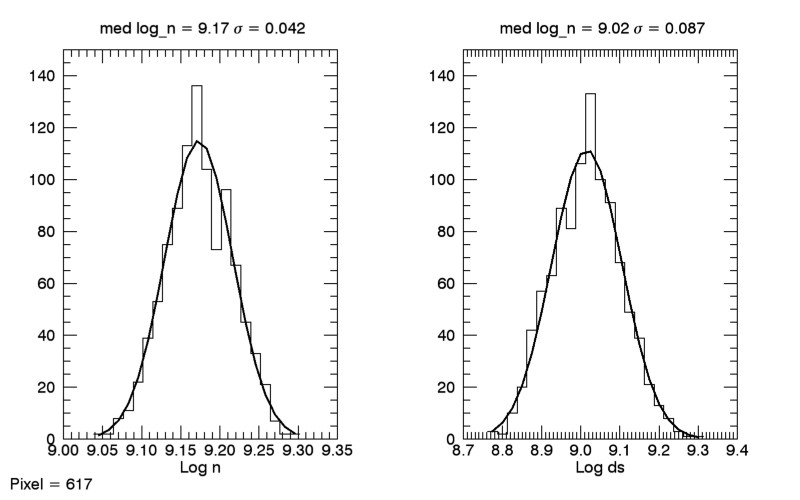 med log_n = 9.17 σ = 0.042
140
120
100
80
60
40
20
0
9.00 9.05 9.10 9.15 9.20 9.25 9.30 9.35
Log n
med log_n = 9.02 σ = 0.087
140
120
100
80
60
40
20
0
8.7 8.8 8.9 9.0 9.1 9.2 9.3 9.4
Log ds
Pixel = 617